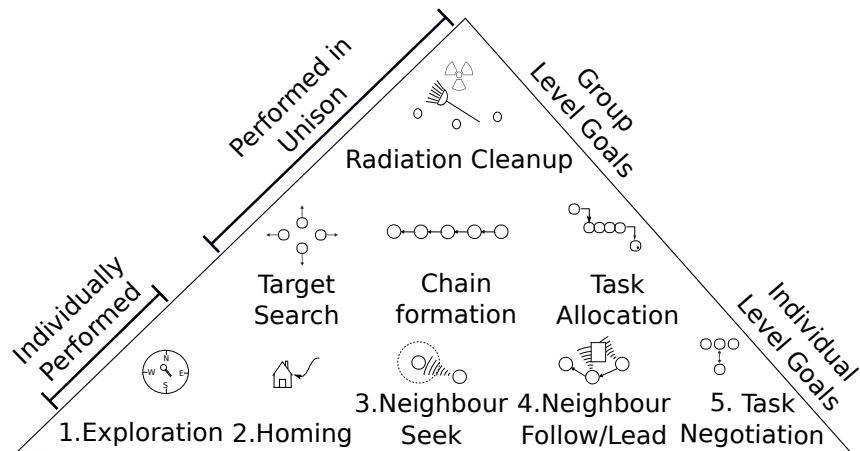 Performed in
Unison
Group
Level Goals
Radiation Cleanup
Individually
Performed
Target
Search
Chain
formation
Task
Allocation
Individual
Level Goals
N
W
E
S
1.Exploration
2.Homing
3.Neighbour
Seek
4.Neighbour
Follow/Lead
5. Task
Negotiation